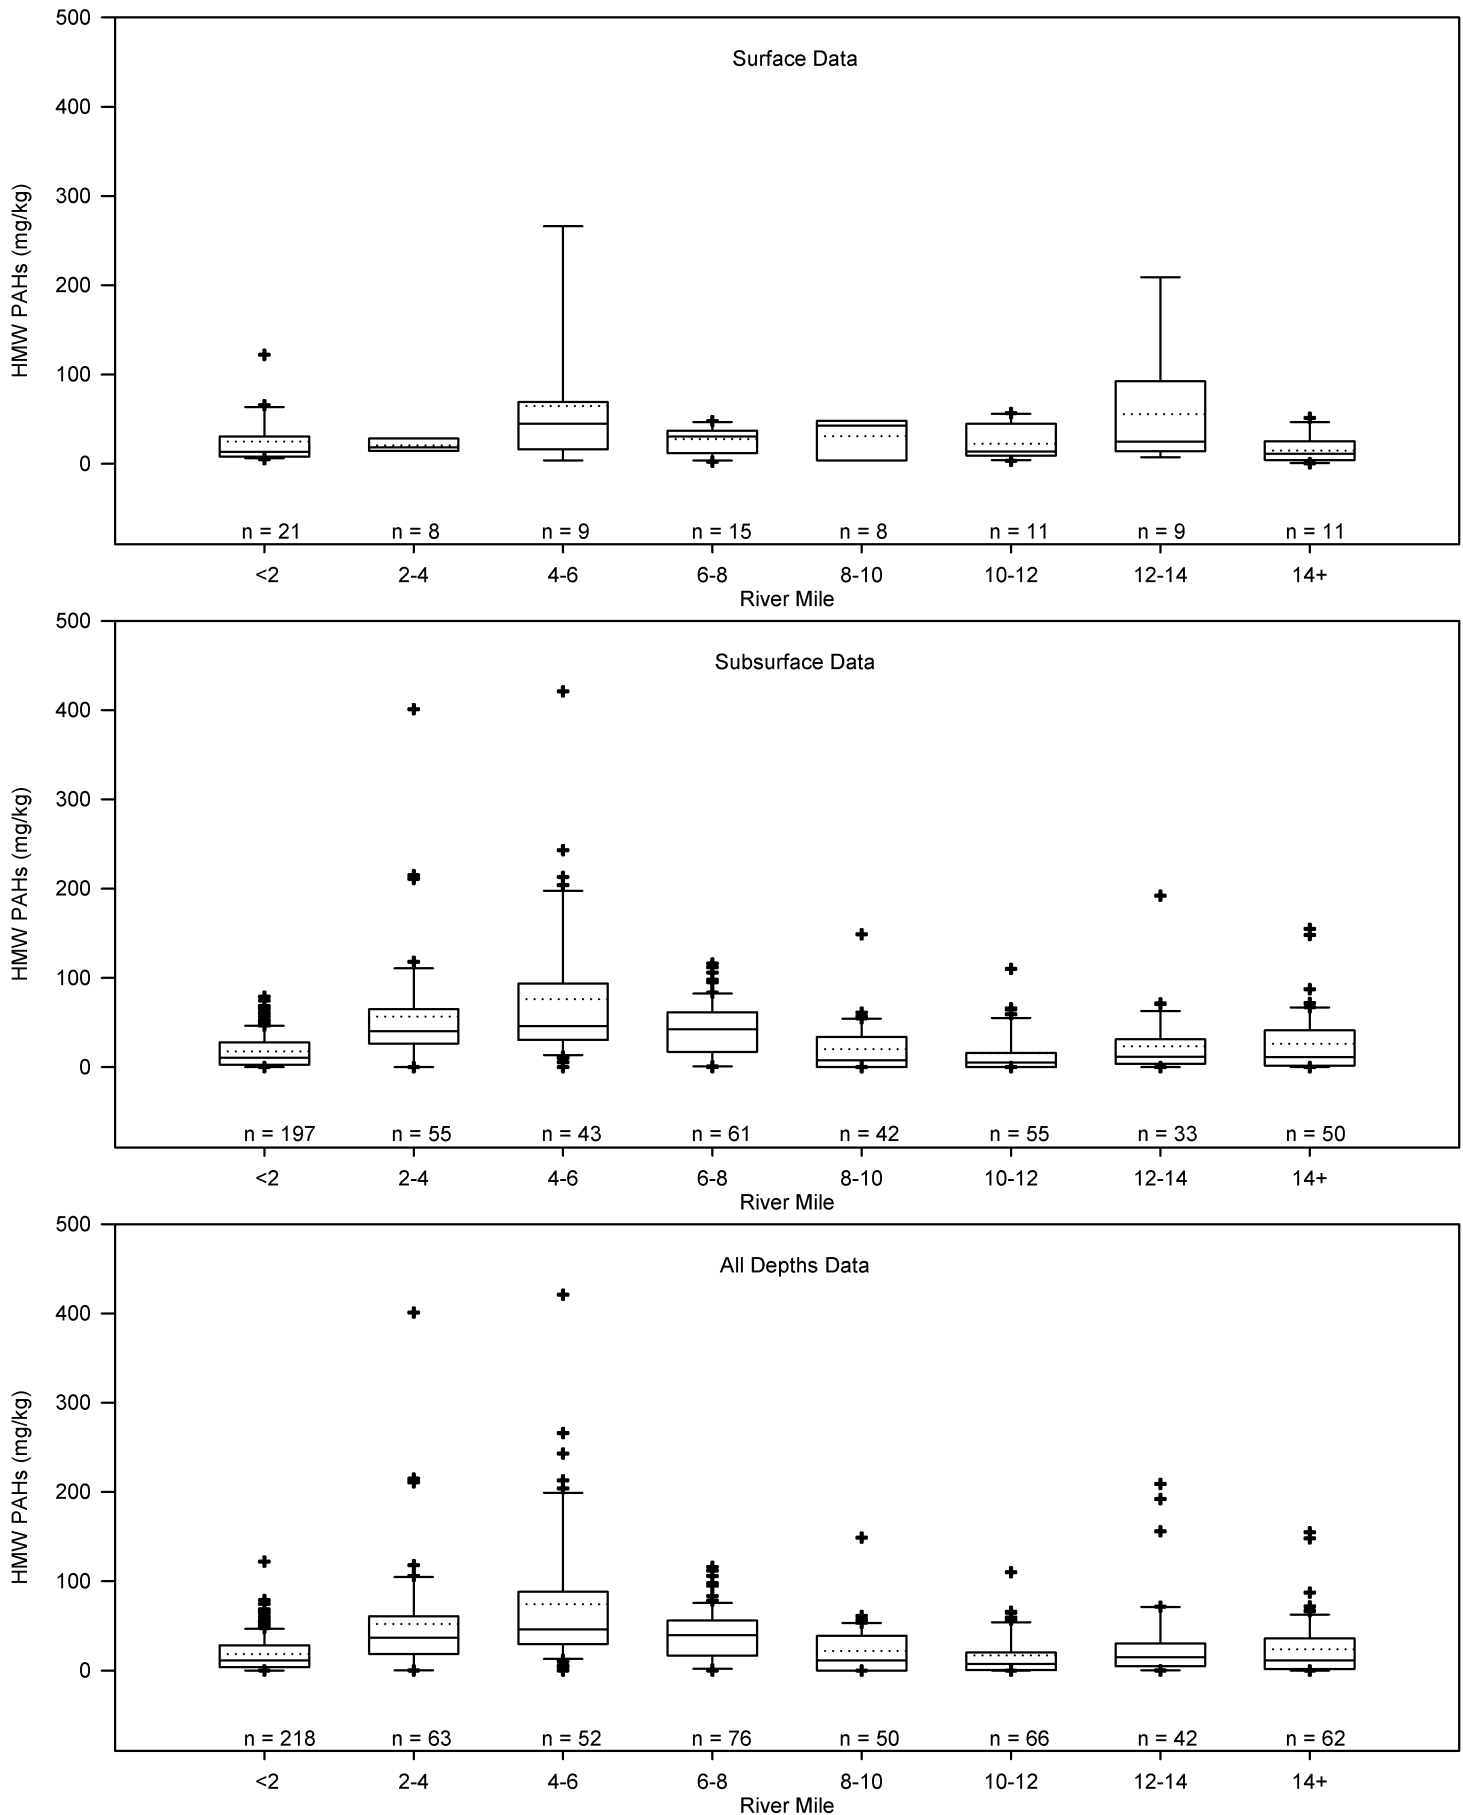 500
Surface Data
400
300
200
100
0
HMW PAHs (mg/kg)
n = 21 n = 8 n = 9 n = 15 n = 8 n = 11 n = 9 n = 11
<2 2-4 4-6 6-8 8-10 10-12 12-14 14+
River Mile
500
Subsurface Data
400
300
200
100
0
HMW PAHs (mg/kg)
n = 197 n = 55 n = 43 n = 61 n = 42 n = 55 n = 33 n = 50
<2 2-4 4-6 6-8 8-10 10-12 12-14 14+
River Mile
500
All Depths Data
400
300
200
100
0
HMW PAHs (mg/kg)
n = 218 n = 63 n = 52 n = 76 n = 50 n = 66 n = 42 n = 62
<2 2-4 4-6 6-8 8-10 10-12 12-14 14+
River Mile